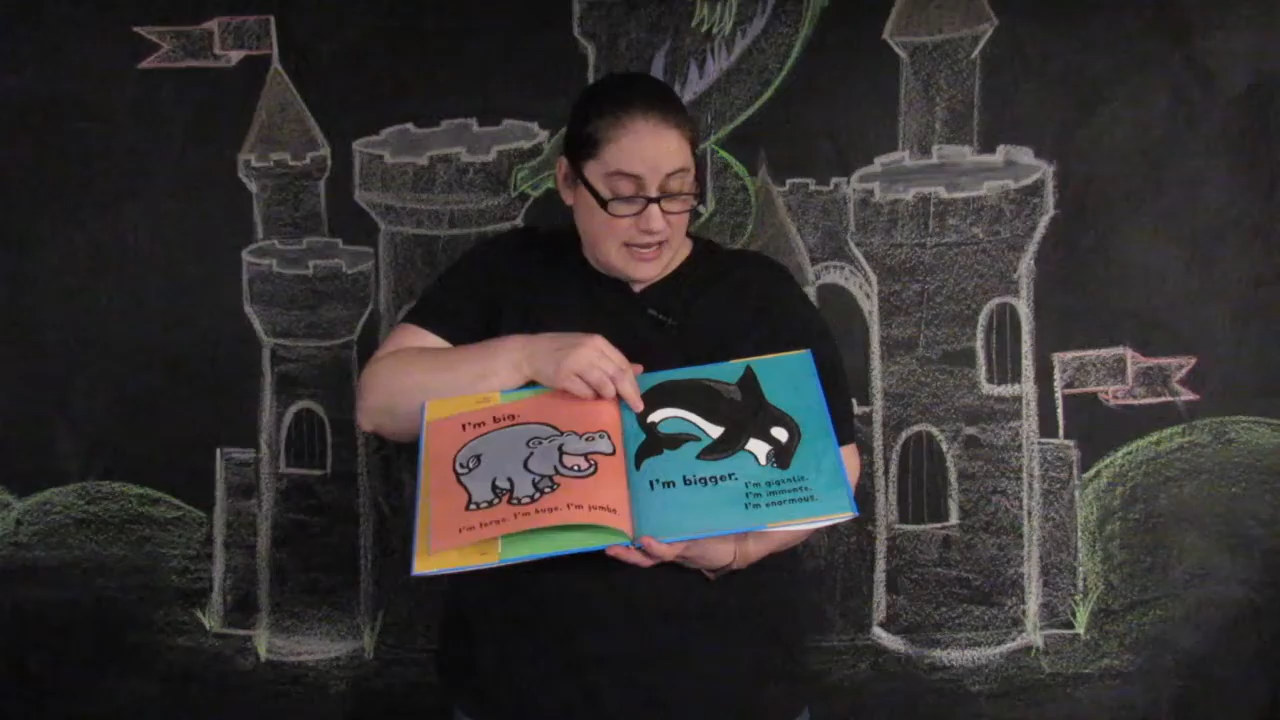 I'm big.
I'm large. I'm huge. I'm jumbo.
I'm bigger.
I'm gigantic.
I'm immense.
I'm enormous.